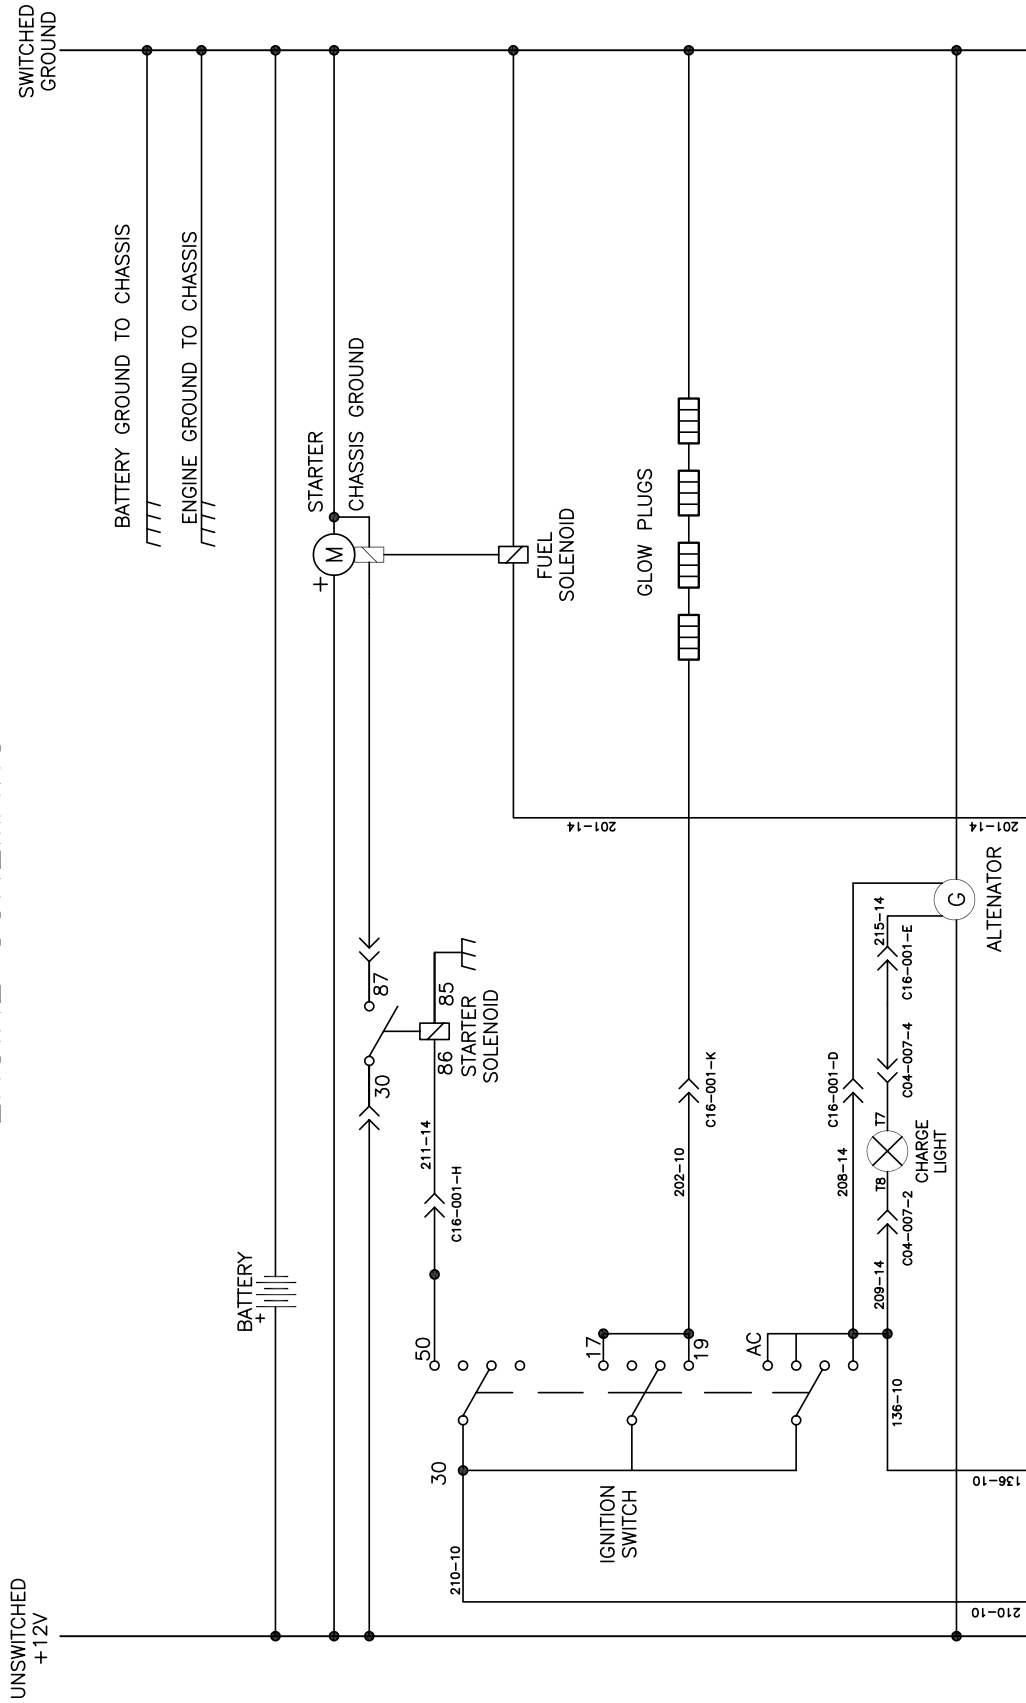 SWITCHED
GROUND
BATTERY GROUND TO CHASSIS
ENGINE GROUND TO CHASSIS
STARTER
CHASSIS GROUND
M
+
FUEL
SOLENOID
GLOW PLUGS
201-14
201-14
G
ALTENATOR
215-14
C16-001-E
87
30
85
86
STARTER
SOLENOID
211-14
C16-001-H
C16-001-K
202-10
C16-001-D
208-14
C04-007-4
T7
CHARGE
LIGHT
T8
C04-007-2
209-14
BATTERY
+
50
17
19
AC
30
136-10
136-10
IGNITION
SWITCH
210-10
210-10
UNSWITCHED
+12V